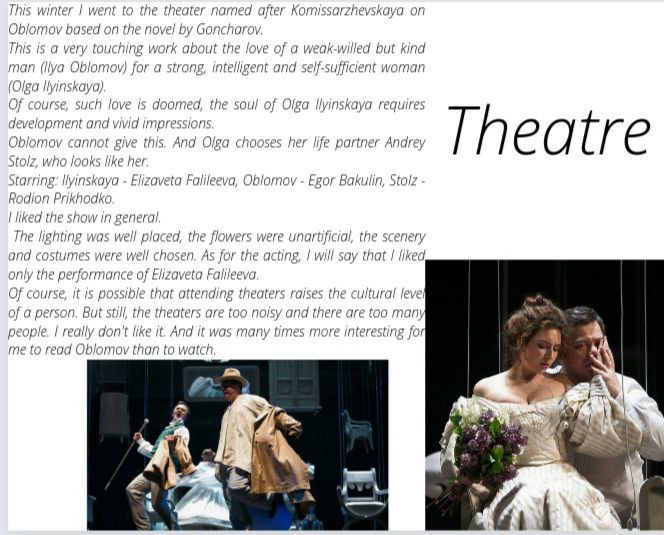 This winter I went to the theater named after Komissarzhevskaya on
Oblomov based on the novel by Goncharov.
This is a very touching work about the love of a weak-willed but kind
man (Ilya Oblomov) for a strong, intelligent and self-sufficient woman
(Olga Ilyinskaya).
Of course, such love is doomed, the soul of Olga Ilyinskaya requires
development and vivid impressions.
Oblomov cannot give this. And Olga chooses her life partner Andrey
Stolz, who looks like her.
Starring: Ilyinskaya - Elizaveta Falileeva, Oblomov - Egor Bakulin, Stolz -
Rodion Prikhodko.
I liked the show in general.
The lighting was well placed, the flowers were unartificial, the scenery
and costumes were well chosen. As for the acting, I will say that I liked
only the performance of Elizaveta Falileeva.
Of course, it is possible that attending theaters raises the cultural level
of a person. But still, the theaters are too noisy and there are too many
people. I really don't like it. And it was many times more interesting for
me to read Oblomov than to watch.
Theatre